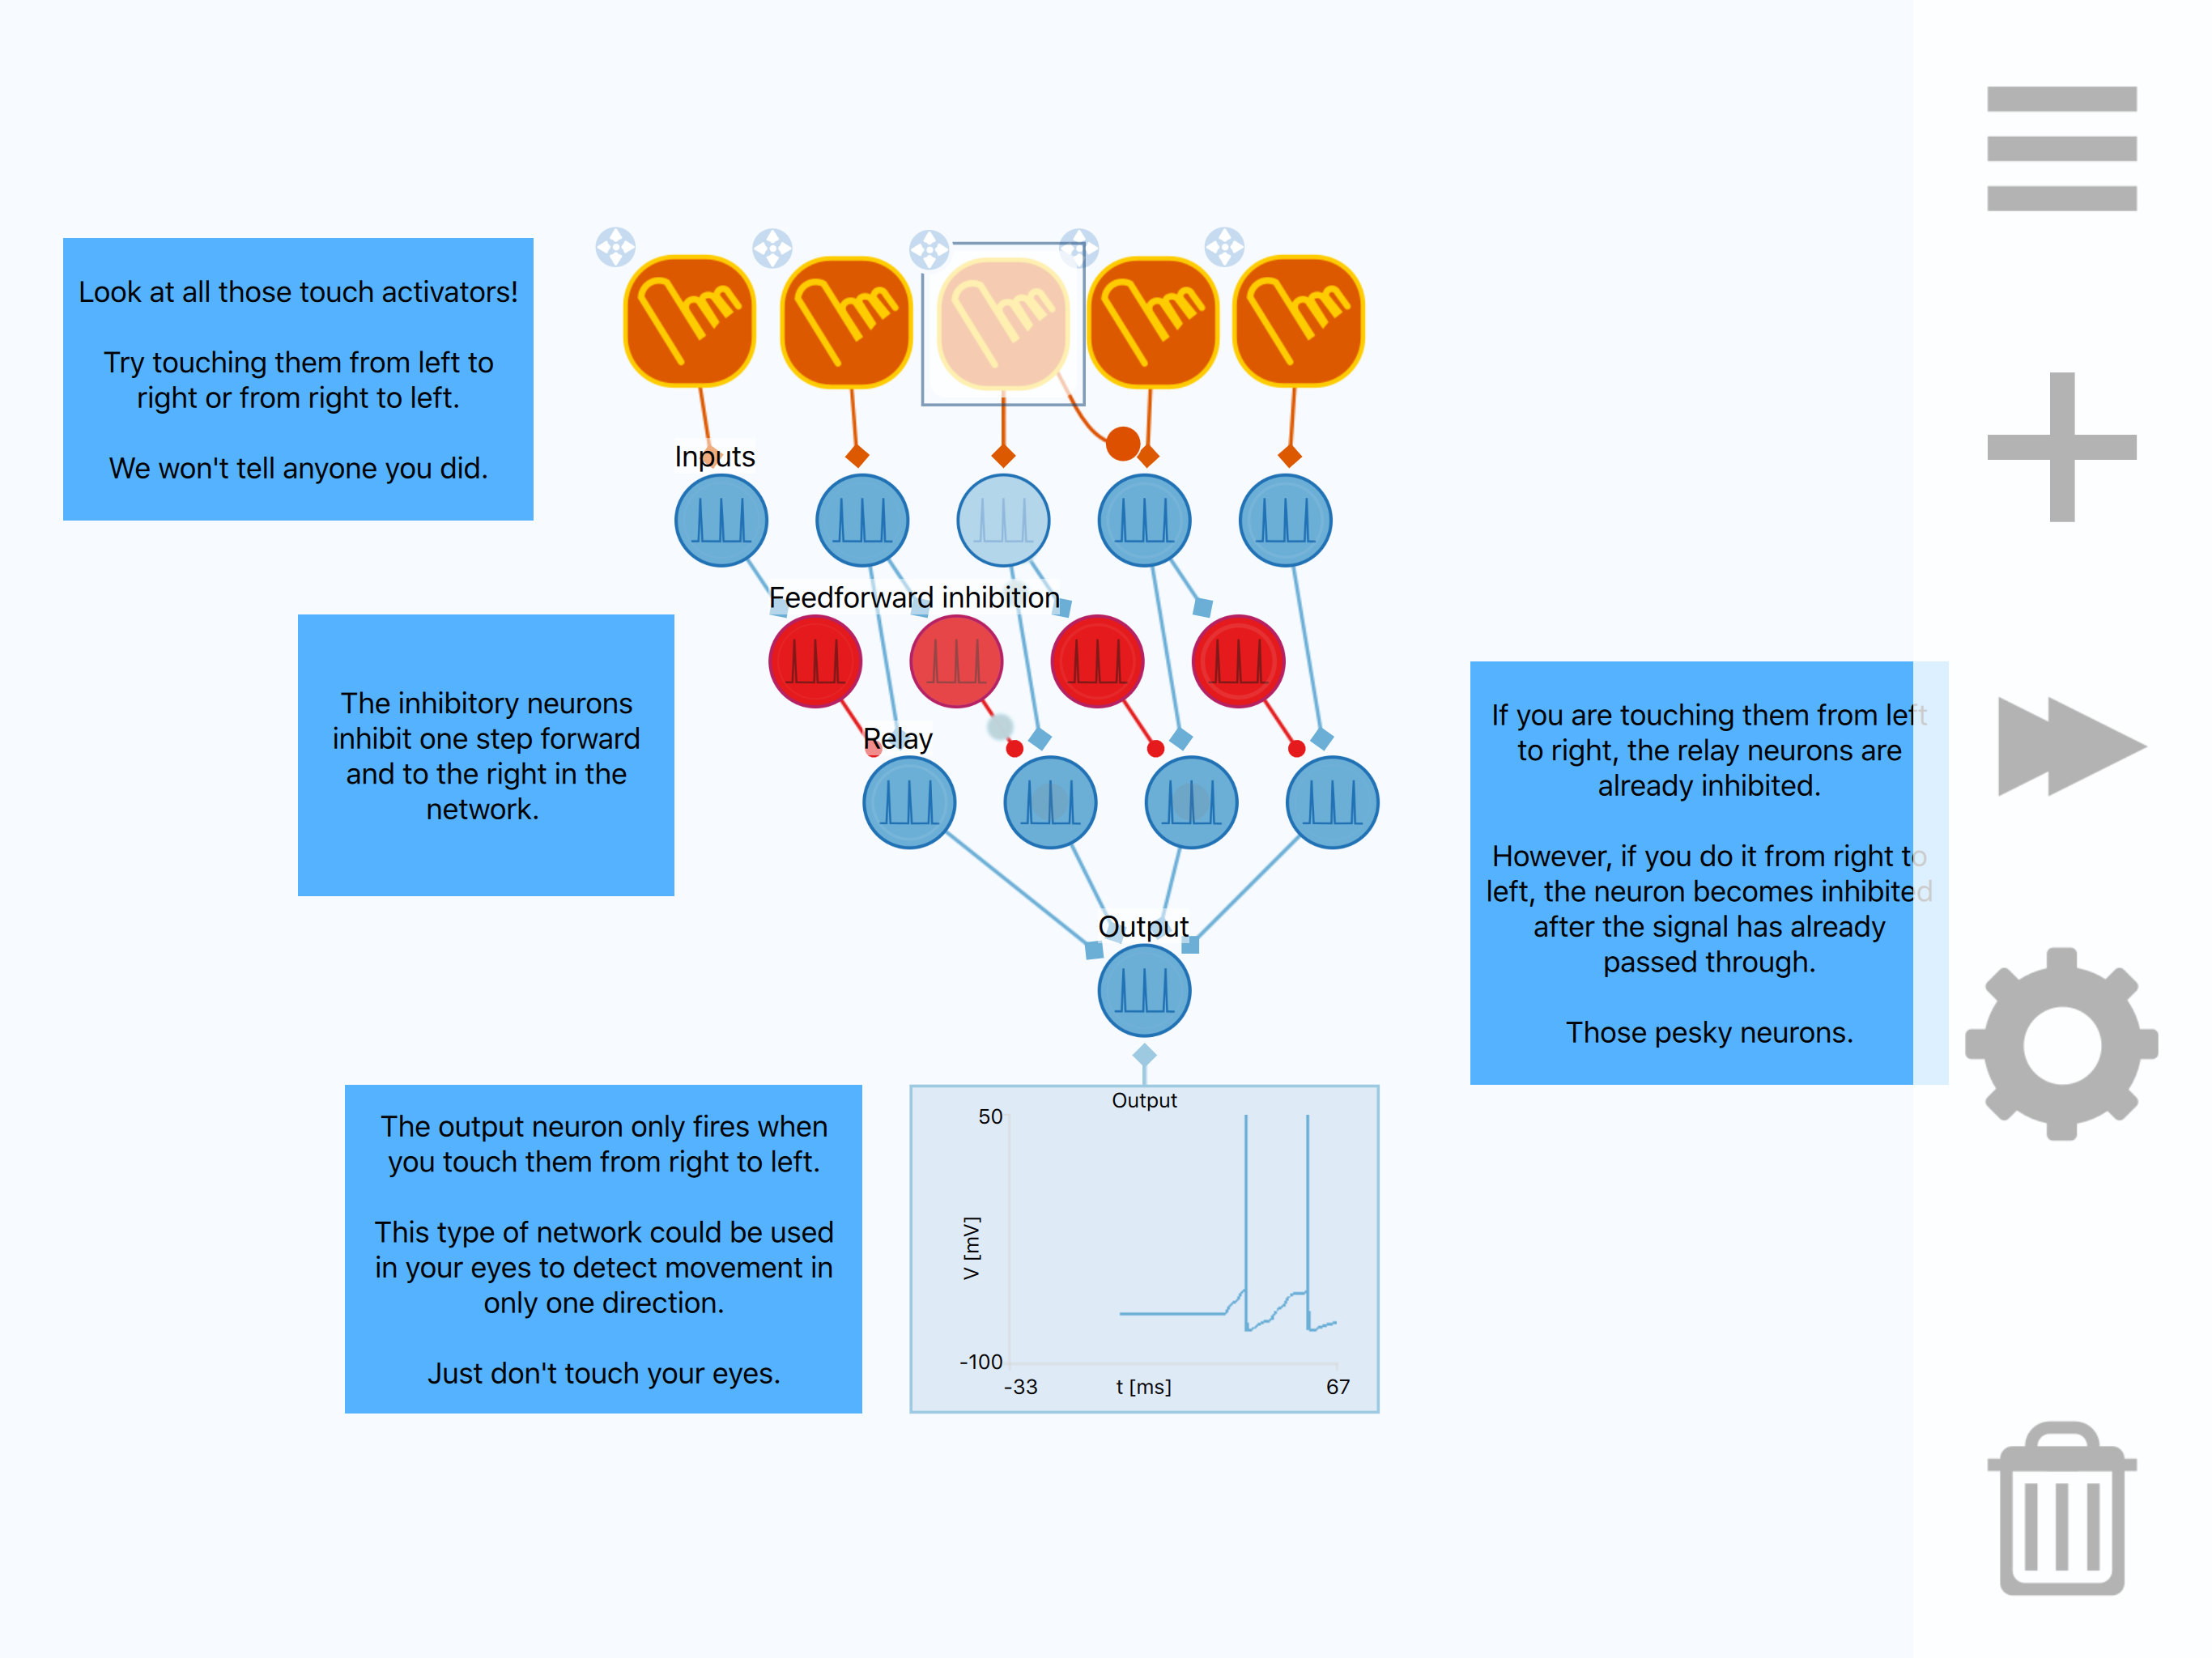 Look at all those touch activators!
Try touching them from left to
right or from right to left.
We won't tell anyone you did.
Inputs
Feedforward inhibition
The inhibitory neurons
inhibit one step forward
and to the right in the
network.
Relay
If you are touching them from left
to right, the relay neurons are
already inhibited.
However, if you do it from right to
left, the neuron becomes inhibited
after the signal has already
passed through.
Those pesky neurons.
Output
The output neuron only fires when
you touch them from right to left.
This type of network could be used
in your eyes to detect movement in
only one direction.
Just don't touch your eyes.
Output
50
V [mV]
-100
-33
t [ms]
67